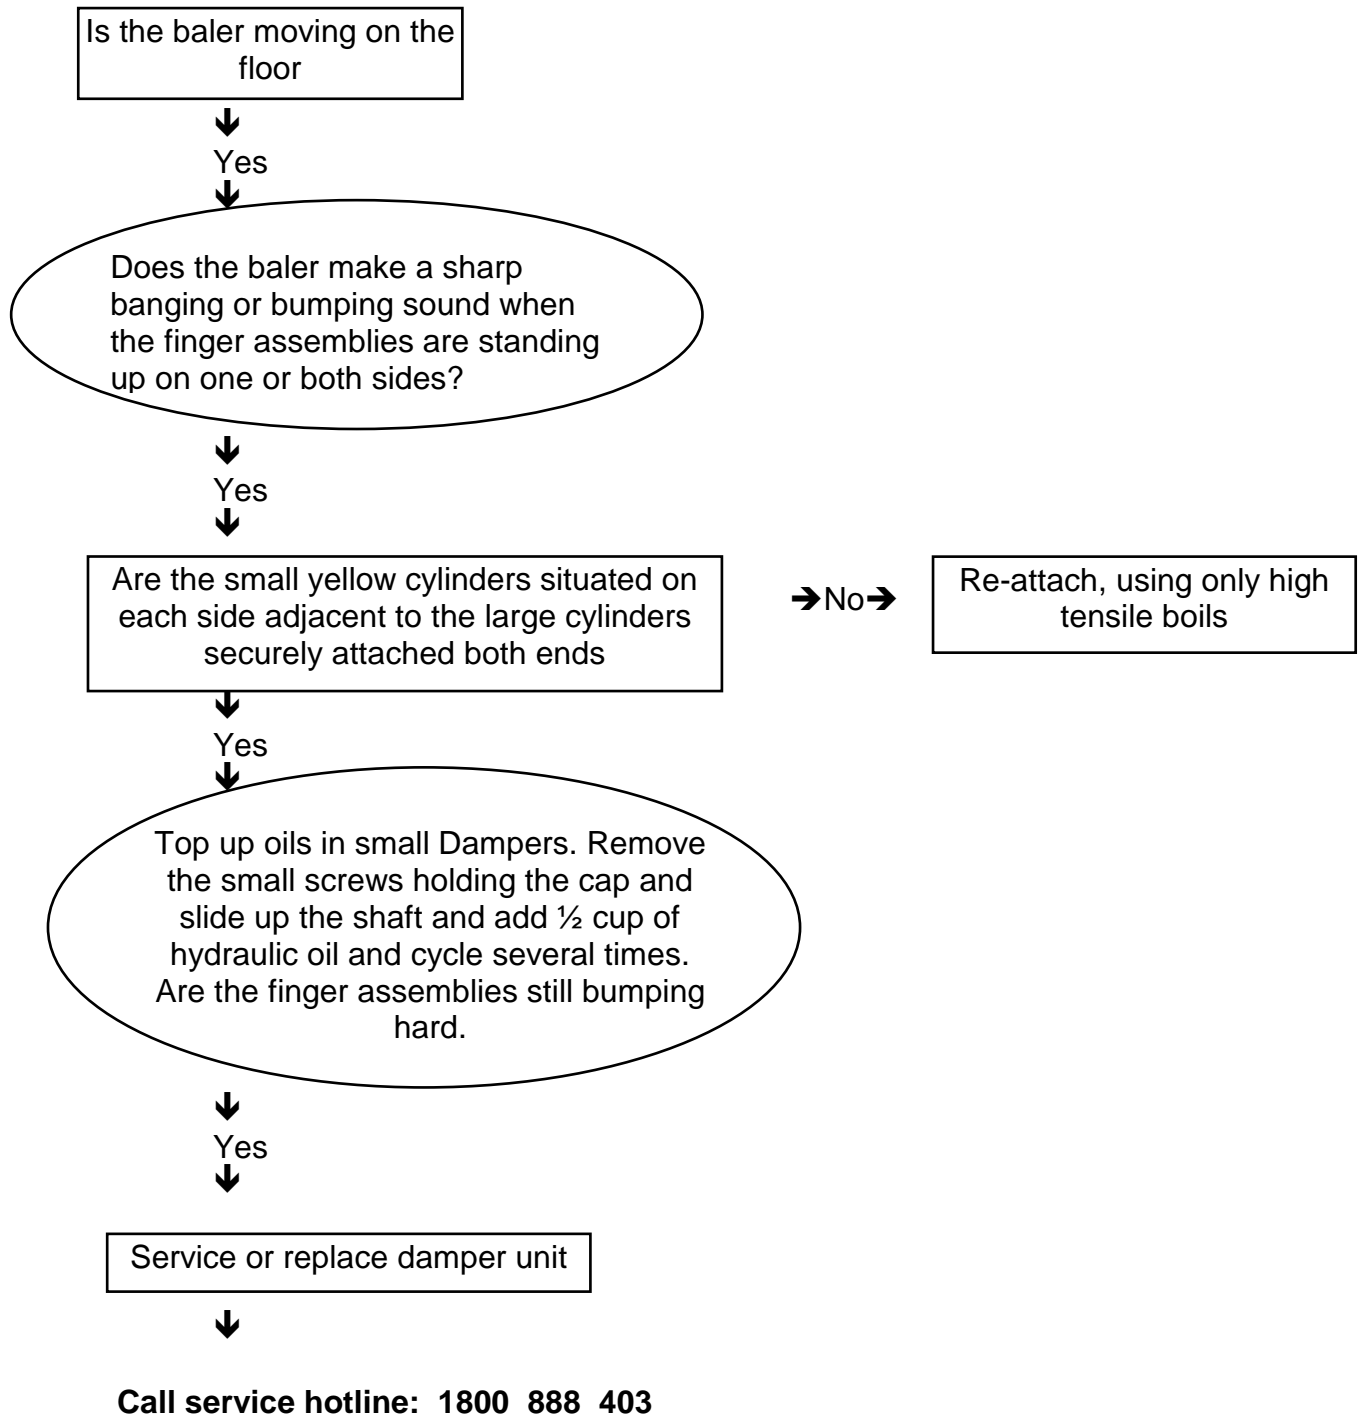 Is the baler moving on the
floor
Yes
Does the baler make a sharp
banging or bumping sound when
the finger assemblies are standing
up on one or both sides?
Yes
Are the small yellow cylinders situated on
each side adjacent to the large cylinders
securely attached both ends
No
Re-attach, using only high
tensile boils
Yes
Top up oils in small Dampers. Remove
the small screws holding the cap and
slide up the shaft and add ½ cup of
hydraulic oil and cycle several times.
Are the finger assemblies still bumping
hard.
Yes
Service or replace damper unit
Call service hotline: 1800 888 403